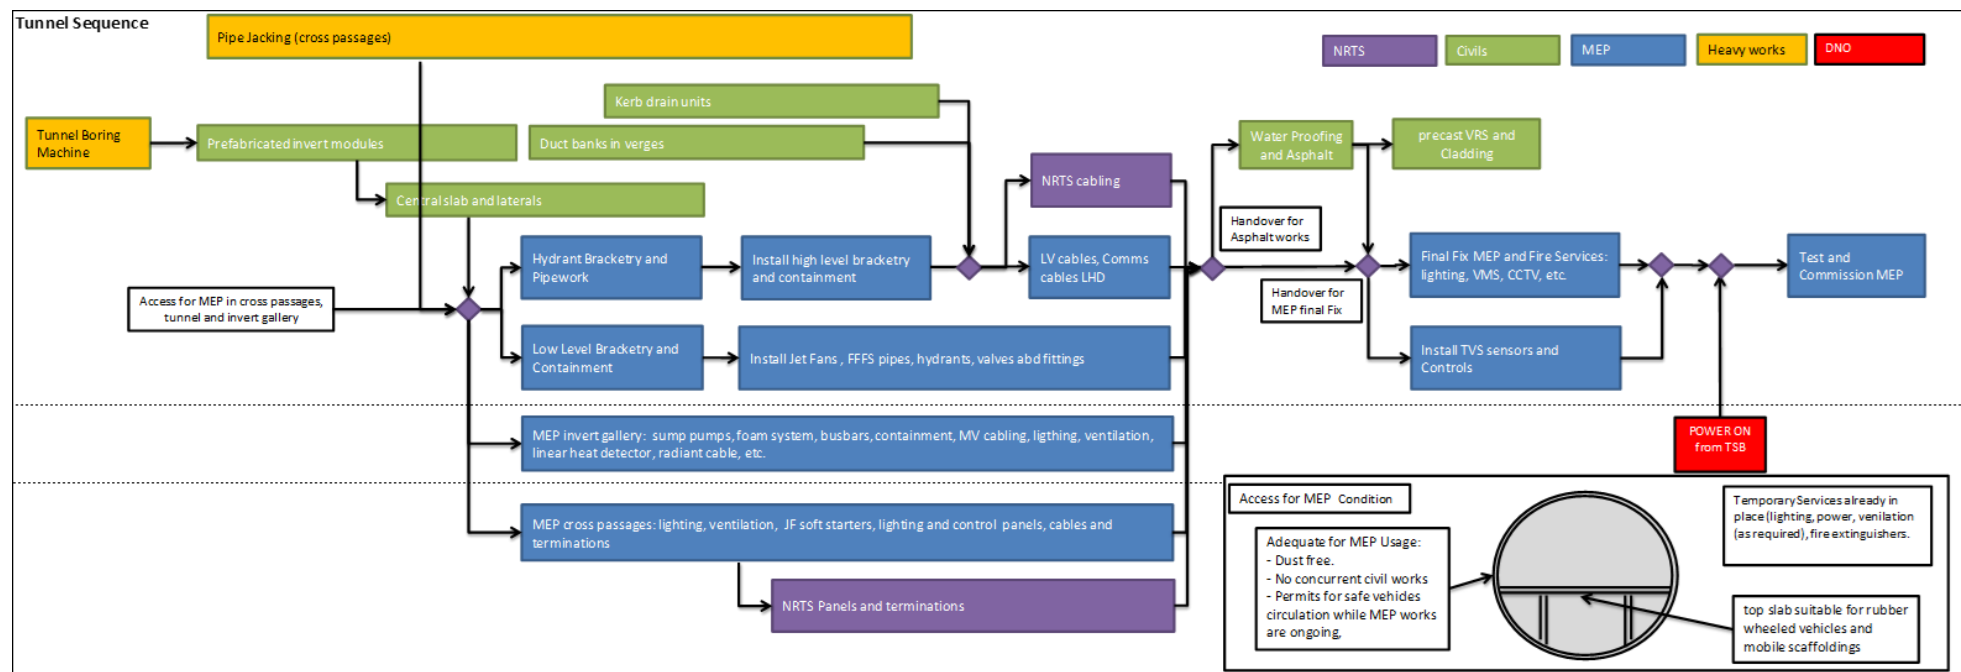 Tunnel Sequence
Pipe Jacking (cross passages)
NRTS
Civils
MEP
Heavy works
DNO
Kerb drain units
Tunnel Boring
Machine
Prefabricated invert modules
Duct banks in verges
Water Proofing
and Asphalt
precast VRS and
Cladding
Central slab and laterals
NRTS cabling
Handover for
Asphalt works
Hydrant Bracketry and
Pipework
Install high level bracketry
and containment
LV cables, Comms
cables LHD
Final Fix MEP and Fire Services:
lighting, VMS, CCTV, etc.
Test and
Commission MEP
Access for MEP in cross passages,
tunnel and invert gallery
Handover for
MEP final Fix
Low Level Bracketry and
Containment
Install Jet Fans , FFFS pipes, hydrants, valves abd fittings
Install TVS sensors and
Controls
MEP invert gallery:  sump pumps, foam system, busbars, containment, MV cabling, ligthing, ventilation,
linear heat detector, radiant cable, etc.
POWER ON
from TSB
MEP cross passages: lighting, ventilation,  JF soft starters, lighting and control panels, cables and
terminations
NRTS Panels and terminations
Access for MEP  Condition
Temporary Services already in
place (lighting, power, venilation
(as required), fire extinguishers.
Adequate for MEP Usage:
- Dust free.
- No concurrent civil works
- Permits for safe vehicles
circulation while MEP works
are ongoing,
top slab suitable for rubber
wheeled vehicles and
mobile scaffoldings